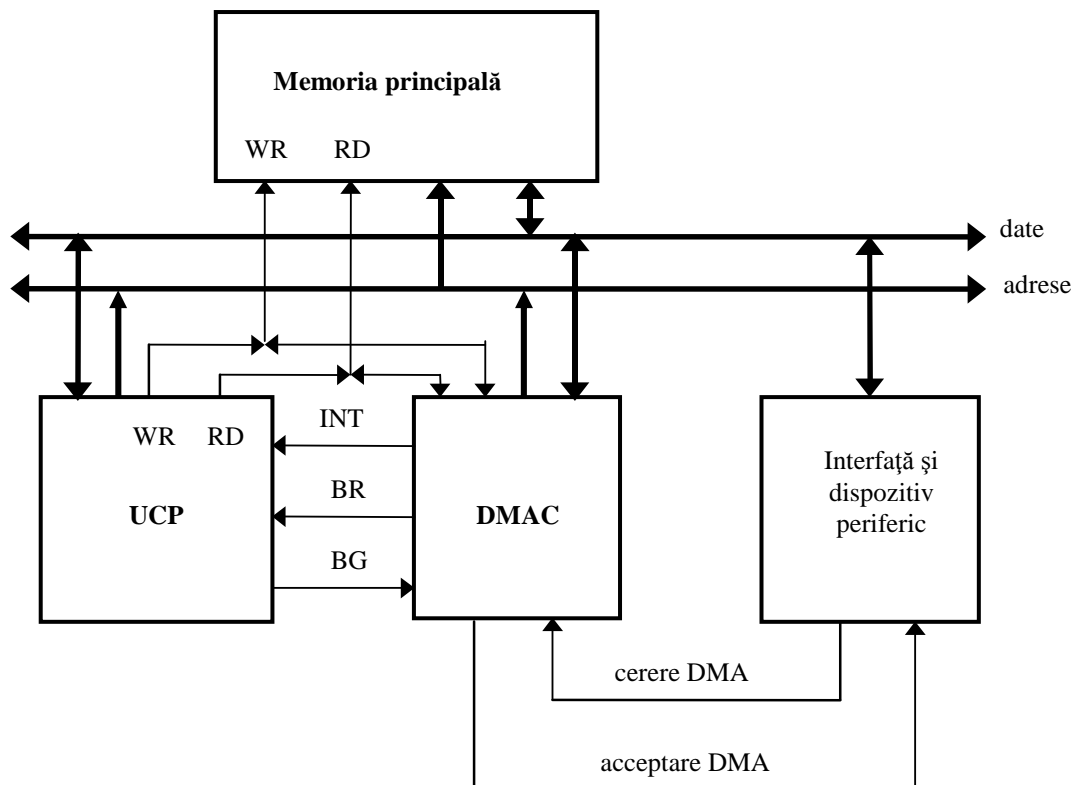 Memoria principală
WR RD
date
adrese
INT
WR RD
BR
UCP
DMAC
BG
Interfaţă şi
dispozitiv
periferic
cerere DMA
acceptare DMA